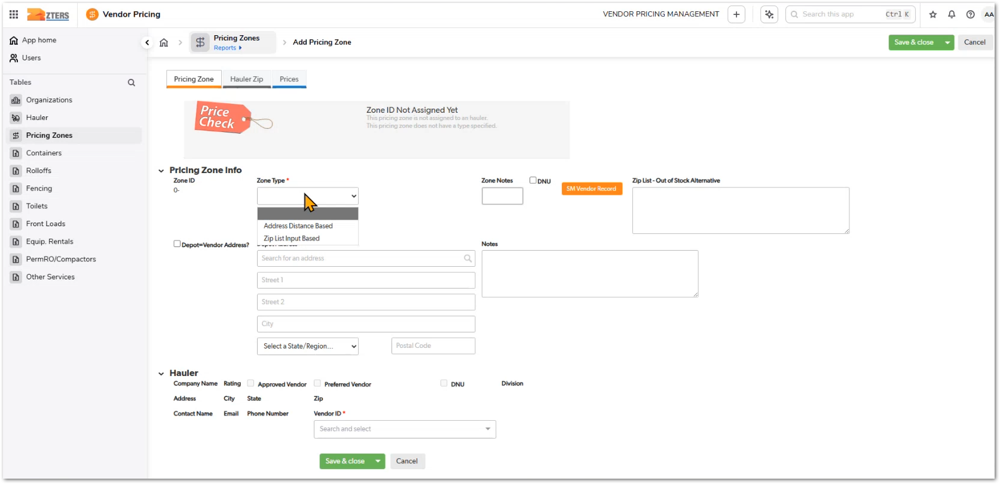 ZTERS
Vendor Pricing
VENDOR PRICING MANAGEMENT
Search this app
Ctrl K
AA
App home
Users
Tables
Organizations
Hauler
Pricing Zones
Containers
Rolloffs
Fencing
Toilets
Front Loads
Equip. Rentals
PermRO/Compactors
Other Services
Pricing Zones
Reports
Add Pricing Zone
Save & close
Cancel
Pricing Zone
Hauler Zip
Prices
Price
Check
Zone ID Not Assigned Yet
This pricing zone is not assigned to an hauler.
This pricing zone does not have a type specified.
Pricing Zone Info
Zone ID
0-
Zone Type *
Address Distance Based
Zip List Input Based
Zone Notes
DNU
SM Vendor Record
Zip List - Out of Stock Alternative
Depot=Vendor Address?
Depot Address
Search for an address
Street 1
Street 2
City
Select a State/Region...
Postal Code
Notes
Hauler
Company Name
Rating
Approved Vendor
Preferred Vendor
DNU
Division
Address
City
State
Zip
Contact Name
Email
Phone Number
Vendor ID *
Search and select
Save & close
Cancel